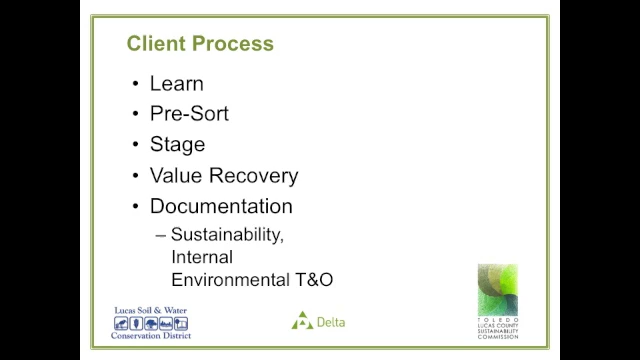 Client Process
• Learn
• Pre-Sort
• Stage
• Value Recovery
• Documentation
– Sustainability,
Internal
Environmental T&O
Lucas Soil & Water
Conservation District
Delta
TOLEDO
LUCAS COUNTY
SUSTAINABILITY
COMMISSION